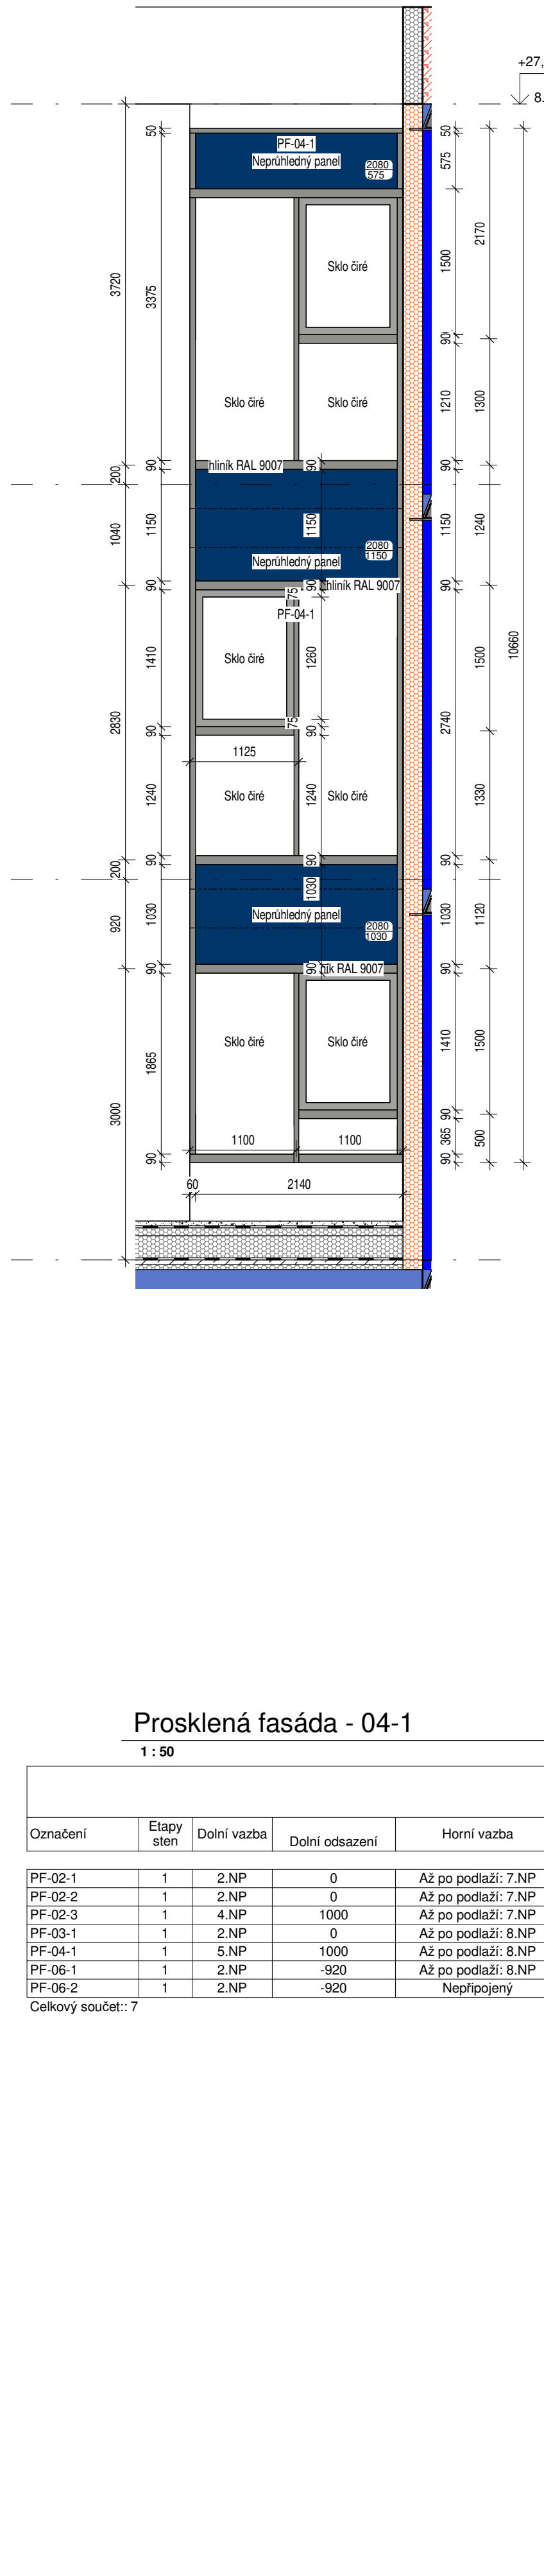 +27,
8.
50
50
PF-04-1
Neprůhledný panel
2080
575
575
3720
3375
Sklo čiré
1500
2170
90
Sklo čiré
Sklo čiré
1210
1300
hliník RAL 9007
90
90
90
200
1040
1150
1150
1150
1240
2080
1150
Neprůhledný panel
90
90
hliník RAL 9007
90
75
PF-04-1
10660
Sklo čiré
1410
1260
1500
2830
75
90
90
2740
1125
1240
Sklo čiré
1240
Sklo čiré
1330
90
90
90
200
1030
920
1030
Neprůhledný panel
1030
1120
2080
1030
90
90
ník RAL 9007
90
Sklo čiré
Sklo čiré
1865
1410
1500
3000
90
1100
1100
365
500
90
90
60
2140
Prosklená fasáda - 04-1
1 : 50
Označení Etapy sten Dolní vazba Dolní odsazení Horní vazba
PF-02-1 1 2.NP 0 Až po podlaží: 7.NP
PF-02-2 1 2.NP 0 Až po podlaží: 7.NP
PF-02-3 1 4.NP 1000 Až po podlaží: 7.NP
PF-03-1 1 2.NP 0 Až po podlaží: 8.NP
PF-04-1 1 5.NP 1000 Až po podlaží: 8.NP
PF-06-1 1 2.NP -920 Až po podlaží: 8.NP
PF-06-2 1 2.NP -920 Nepřipojený
Celkový součet:: 7